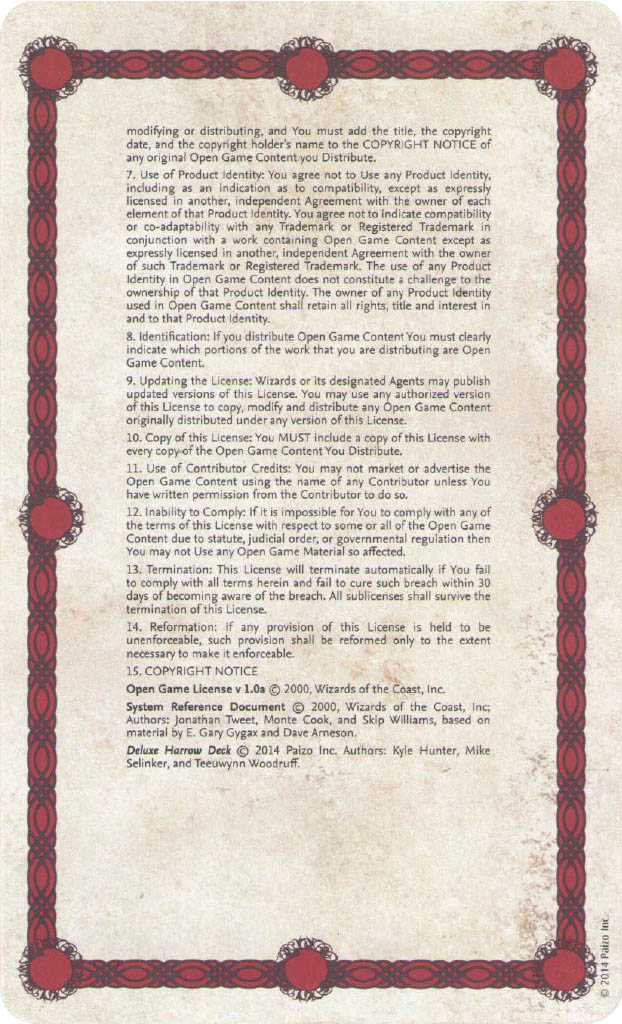 modifying or distributing, and You must add the title, the copyright
date, and the copyright holder's name to the COPYRIGHT NOTICE of
any original Open Game Content you Distribute.
7. Use of Product Identity: You agree not to Use any Product Identity,
including as an indication as to compatibility, except as expressly
licensed in another, independent Agreement with the owner of each
element of that Product Identity. You agree not to indicate compatibility
or co-adaptability with any Trademark or Registered Trademark in
conjunction with a work containing Open Game Content except as
expressly licensed in another, independent Agreement with the owner
of such Trademark or Registered Trademark. The use of any Product
Identity in Open Game Content does not constitute a challenge to the
ownership of that Product Identity. The owner of any Product Identity
used in Open Game Content shall retain all rights, title and interest in
and to that Product Identity.
8. Identification: If you distribute Open Game Content You must clearly
indicate which portions of the work that you are distributing are Open
Game Content.
9. Updating the License: Wizards or its designated Agents may publish
updated versions of this License. You may use any authorized version
of this License to copy, modify and distribute any Open Game Content
originally distributed under any version of this License.
10. Copy of this License: You MUST include a copy of this License with
every copy of the Open Game Content You Distribute.
11. Use of Contributor Credits: You may not market or advertise the
Open Game Content using the name of any Contributor unless You
have written permission from the Contributor to do so.
12. Inability to Comply: If it is impossible for You to comply with any of
the terms of this License with respect to some or all of the Open Game
Content due to statute, judicial order, or governmental regulation then
You may not Use any Open Game Material so affected.
13. Termination: This License will terminate automatically if You fail
to comply with all terms herein and fail to cure such breach within 30
days of becoming aware of the breach. All sublicenses shall survive the
termination of this License.
14. Reformation: If any provision of this License is held to be
unenforceable, such provision shall be reformed only to the extent
necessary to make it enforceable.
15. COPYRIGHT NOTICE
Open Game License v 1.0a © 2000, Wizards of the Coast, Inc.
System Reference Document © 2000, Wizards of the Coast, Inc;
Authors: Jonathan Tweet, Monte Cook, and Skip Williams, based on
material by E. Gary Gygax and Dave Arneson.
Deluxe Harrow Deck © 2014 Paizo Inc. Authors: Kyle Hunter, Mike
Selinker, and Teeuwynn Woodruff.
© 2014 Paizo Inc.